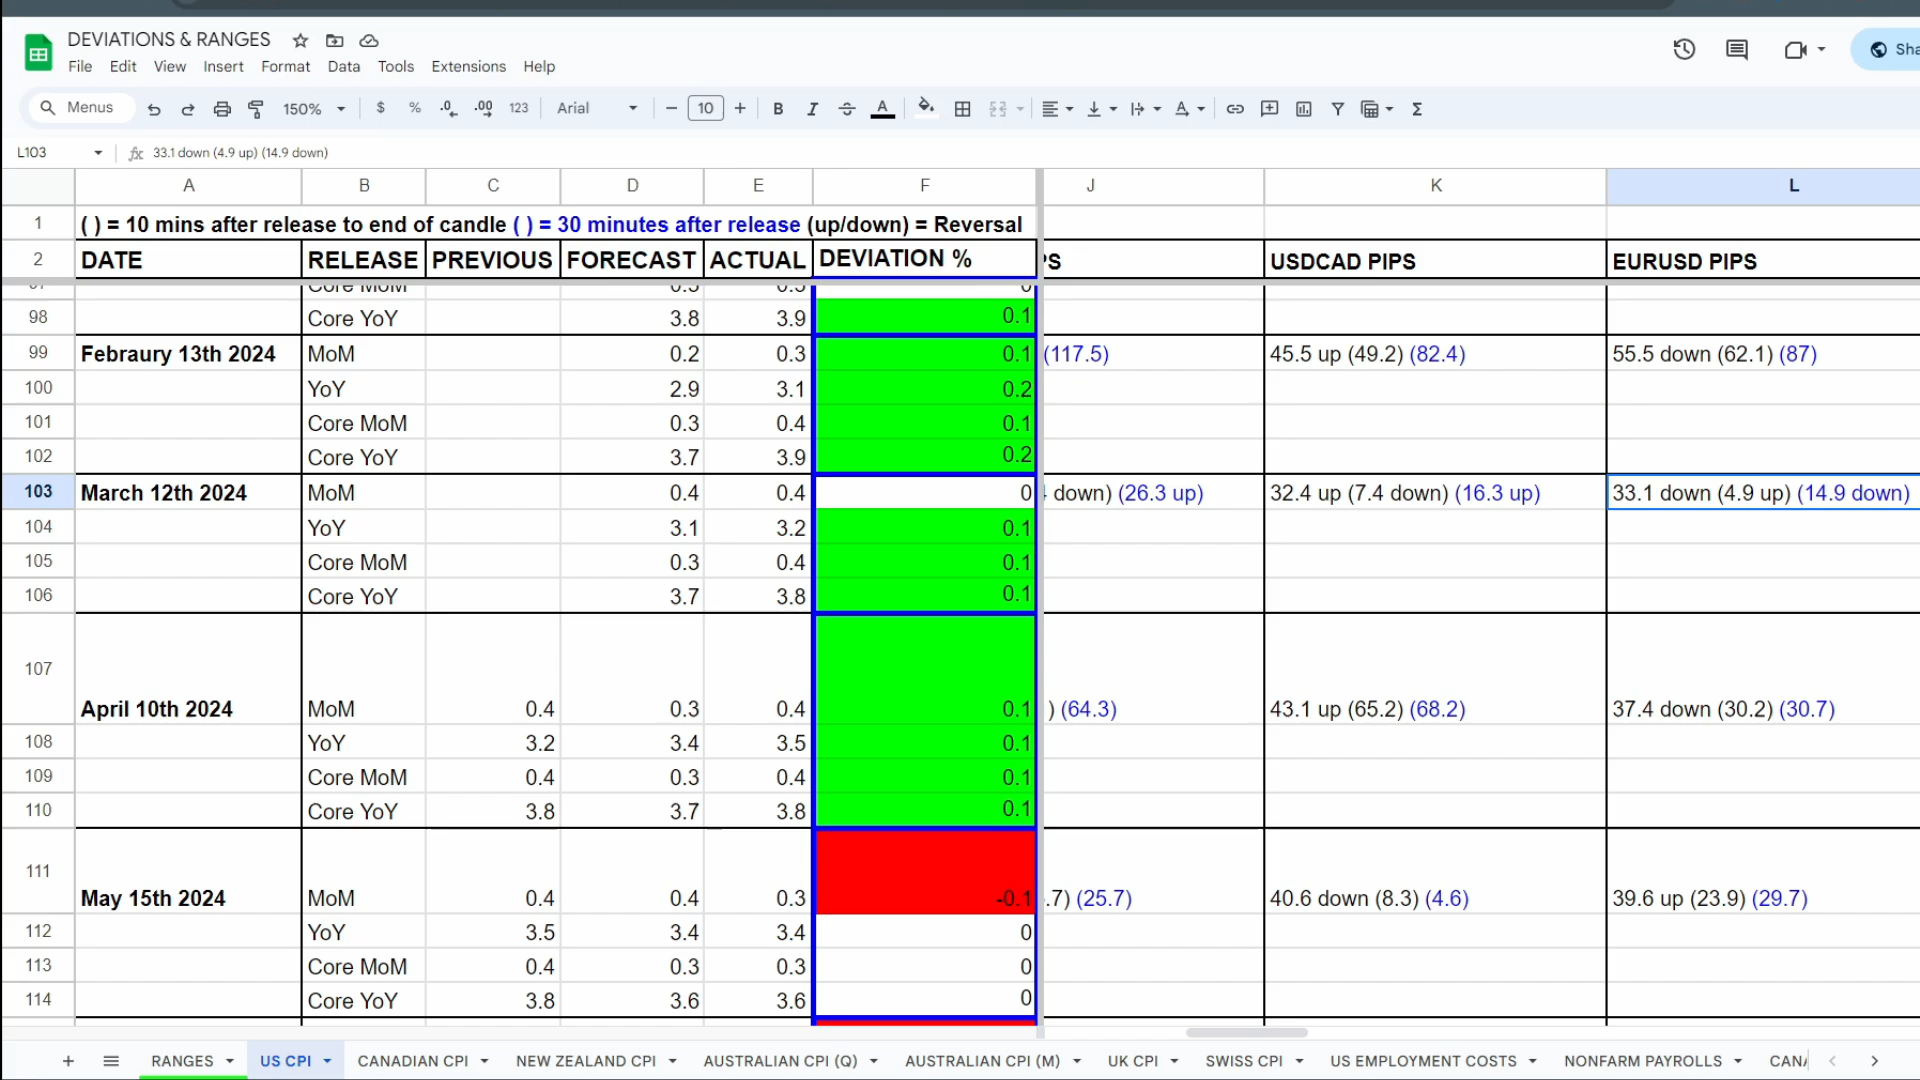 DEVIATIONS & RANGES
File Edit View Insert Format Data Tools Extensions Help
Sha
Menus 150% $ % .0 .00 123 Arial 10 B I A Σ
L103 fx 33.1 down (4.9 up) (14.9 down)
A B C D E F J K L
1 ( ) = 10 mins after release to end of candle ( ) = 30 minutes after release (up/down) = Reversal
2 DATE RELEASE PREVIOUS FORECAST ACTUAL DEVIATION % PS USDCAD PIPS EURUSD PIPS
Core MoM 0
98 Core YoY 3.8 3.9 0.1
99 Febraury 13th 2024 MoM 0.2 0.3 0.1 (117.5) 45.5 up (49.2) (82.4) 55.5 down (62.1) (87)
100 YoY 2.9 3.1 0.2
101 Core MoM 0.3 0.4 0.1
102 Core YoY 3.7 3.9 0.2
103 March 12th 2024 MoM 0.4 0.4 0 down) (26.3 up) 32.4 up (7.4 down) (16.3 up) 33.1 down (4.9 up) (14.9 down)
104 YoY 3.1 3.2 0.1
105 Core MoM 0.3 0.4 0.1
106 Core YoY 3.7 3.8 0.1
107 April 10th 2024 MoM 0.4 0.3 0.4 0.1 ) (64.3) 43.1 up (65.2) (68.2) 37.4 down (30.2) (30.7)
108 YoY 3.2 3.4 3.5 0.1
109 Core MoM 0.4 0.3 0.4 0.1
110 Core YoY 3.8 3.7 3.8 0.1
111 May 15th 2024 MoM 0.4 0.4 0.3 -0.1 .7) (25.7) 40.6 down (8.3) (4.6) 39.6 up (23.9) (29.7)
112 YoY 3.5 3.4 3.4 0
113 Core MoM 0.4 0.3 0.3 0
114 Core YoY 3.8 3.6 3.6 0
+ RANGES US CPI CANADIAN CPI NEW ZEALAND CPI AUSTRALIAN CPI (Q) AUSTRALIAN CPI (M) UK CPI SWISS CPI US EMPLOYMENT COSTS NONFARM PAYROLLS CANA